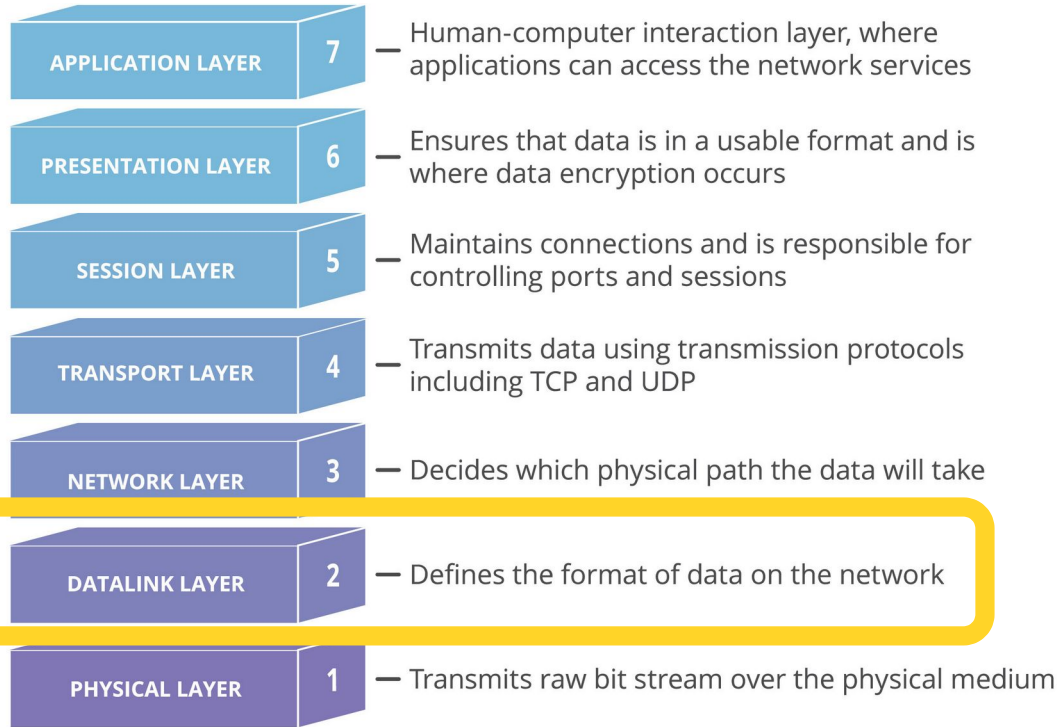 APPLICATION LAYER 7 — Human-computer interaction layer, where
applications can access the network services
PRESENTATION LAYER 6 — Ensures that data is in a usable format and is
where data encryption occurs
SESSION LAYER 5 — Maintains connections and is responsible for
controlling ports and sessions
TRANSPORT LAYER 4 — Transmits data using transmission protocols
including TCP and UDP
NETWORK LAYER 3 — Decides which physical path the data will take
DATALINK LAYER 2 — Defines the format of data on the network
PHYSICAL LAYER 1 — Transmits raw bit stream over the physical medium